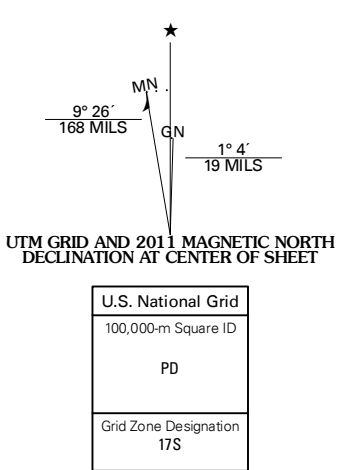 ★
MN
9° 26´
168 MILS
GN
1° 4´
19 MILS
UTM GRID AND 2011 MAGNETIC NORTH
DECLINATION AT CENTER OF SHEET
U.S. National Grid
100,000-m Square ID
PD
Grid Zone Designation
17S